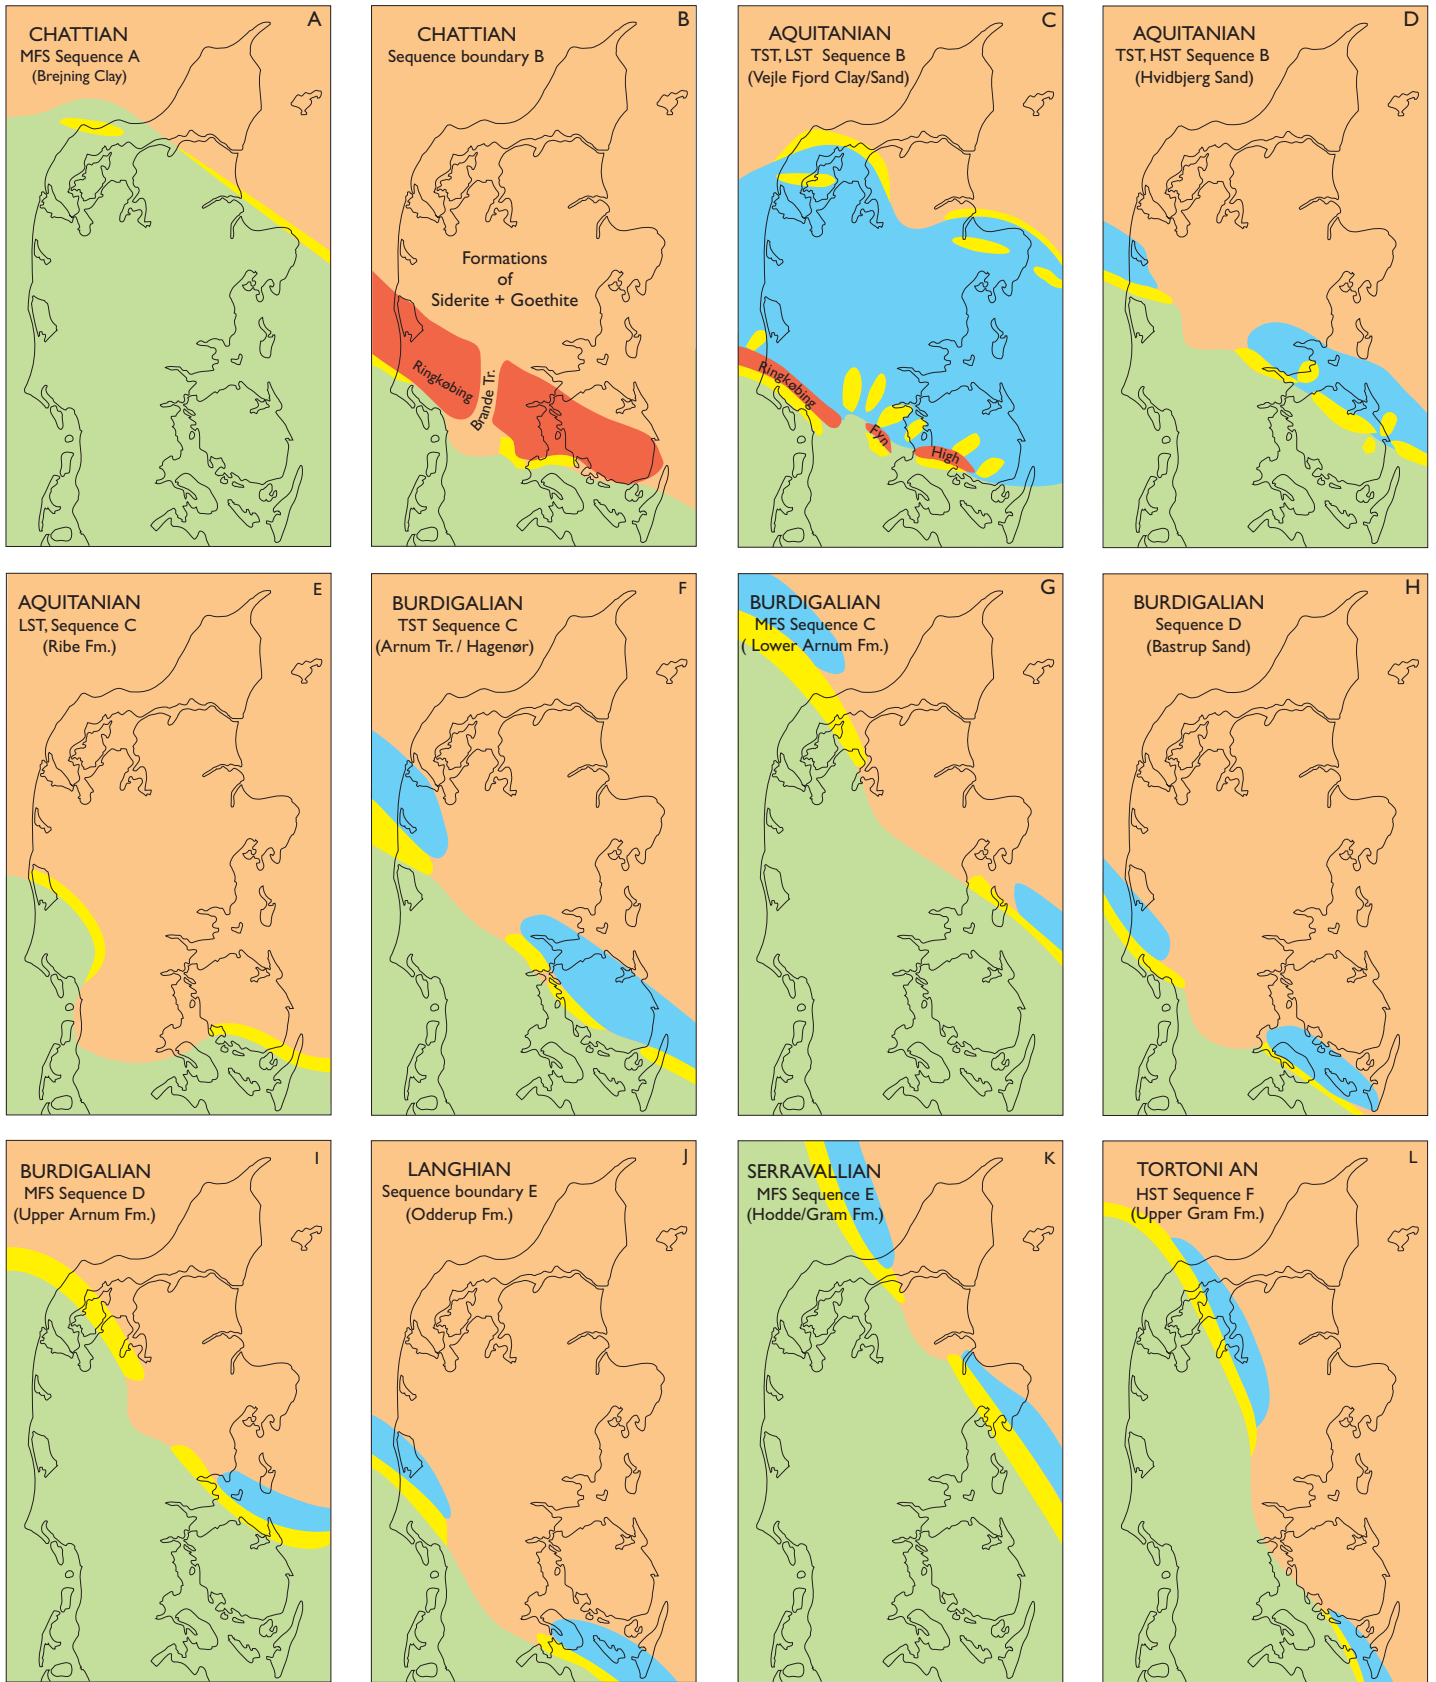 A
CHATTIAN
MFS Sequence A
(Brejning Clay)
B
CHATTIAN
Sequence boundary B
Formations
of
Siderite + Goethite
Ringkøbing
Brande Tr.
C
AQUITANIAN
TST, LST Sequence B
(Vejle Fjord Clay/Sand)
Ringkøbing
Fyn
High
D
AQUITANIAN
TST, HST Sequence B
(Hvidbjerg Sand)
E
AQUITANIAN
LST, Sequence C
(Ribe Fm.)
F
BURDIGALIAN
TST Sequence C
(Arnum Tr. / Hagenør)
G
BURDIGALIAN
MFS Sequence C
( Lower Arnum Fm.)
H
BURDIGALIAN
Sequence D
(Bastrup Sand)
I
BURDIGALIAN
MFS Sequence D
(Upper Arnum Fm.)
J
LANGHIAN
Sequence boundary E
(Odderup Fm.)
K
SERRAVALLIAN
MFS Sequence E
(Hodde/Gram Fm.)
L
TORTONI AN
HST Sequence F
(Upper Gram Fm.)